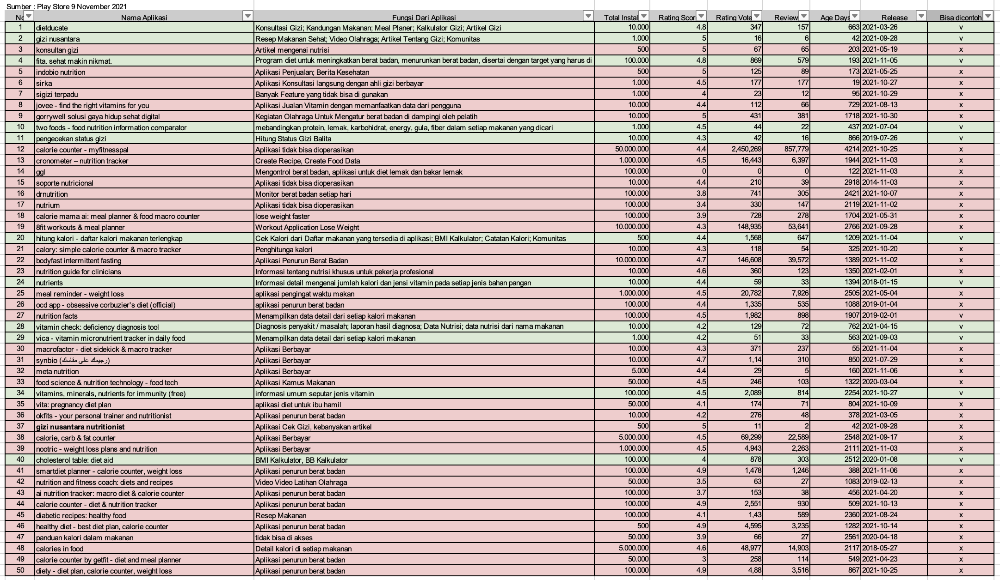 Sumber : Play Store 9 November 2021
No Nama Aplikasi Fungsi Dari Aplikasi Total Instal Rating Scor Rating Vote Review Age Days Release Bisa dicontoh
1 dietducate Konsultasi Gizi; Kandungan Makanan; Meal Planer; Kalkulator Gizi; Artikel Gizi 10.000 4.8 347 157 663 2021-03-26 v
2 gizi nusantara Resep Makanan Sehat; Video Olahraga; Artikel Tentang Gizi; Komunitas 1.000 5 16 6 42 2021-09-28 v
3 konsultan gizi Artikel mengenai nutrisi 500 5 67 65 203 2021-05-19 x
4 fita. sehat makin nikmat. Program diet untuk meningkatkan berat badan, menurunkan berat badan, disertai dengan target yang harus di 100.000 4.8 869 579 193 2021-11-05 v
5 indobio nutrition Aplikasi Penjualan; Berita Kesehatan 500 5 125 89 173 2021-05-25 x
6 sirka Aplikasi Konsultasi langsung dengan ahli gizi berbayar 1.000 4.5 177 177 19 2021-10-27 x
7 sigizi terpadu Banyak Feature yang tidak bisa di gunakan 1.000 4 23 12 95 2021-10-29 x
8 jovee - find the right vitamins for you Aplikasi Jualan Vitamin dengan memanfaatkan data dari pengguna 10.000 4.4 112 66 729 2021-08-13 x
9 gorrywell solusi gaya hidup sehat digital Kegiatan Olahraga Untuk Mengatur berat badan di dampingi oleh pelatih 10.000 5 431 381 1718 2021-10-30 x
10 two foods - food nutrition information comparator mebandingkan protein, lemak, karbohidrat, energy, gula, fiber dalam setiap makanan yang dicari 1.000 4.5 44 22 437 2021-07-04 v
11 pengecekan status gizi Hitung Status Gizi Balita 10.000 4.3 42 16 866 2019-07-26 v
12 calorie counter - myfitnesspal Aplikasi tidak bisa dioperasikan 50.000.000 4.4 2,450,269 857,779 4214 2021-10-25 x
13 cronometer – nutrition tracker Create Recipe, Create Food Data 1.000.000 4.5 16,443 6,397 1944 2021-11-03 x
14 ggl Mengontrol berat badan, aplikasi untuk diet lemak dan bakar lemak 100.000 0 0 0 122 2021-11-03 x
15 soporte nutricional Aplikasi tidak bisa dioperasikan 10.000 4.4 210 39 2918 2014-11-03 x
16 drnutrition Monitor berat badan setiap hari 100.000 3.8 741 305 2421 2021-10-07 x
17 nutrium Aplikasi tidak bisa dioperasikan 100.000 3.4 330 147 2119 2021-11-02 x
18 calorie mama ai: meal planner & food macro counter lose weight faster 100.000 3.9 728 278 1704 2021-05-31 x
19 8fit workouts & meal planner Workout Application Lose Weight 10.000.000 4.3 148,935 53,641 2766 2021-09-28 x
20 hitung kalori - daftar kalori makanan terlengkap Cek Kalori dari Daftar makanan yang tersedia di aplikasi; BMI Kalkulator; Catatan Kalori; Komunitas 500 4.4 1,568 647 1209 2021-11-04 v
21 calory: simple calorie counter & macro tracker Penghitunga kalori 10.000 4.3 118 54 325 2021-10-20 x
22 bodyfast intermittent fasting Aplikasi Penurun Berat Badan 10.000.000 4.7 146,608 39,572 1389 2021-11-02 x
23 nutrition guide for clinicians Informasi tentang nutrisi khusus untuk pekerja profesional 10.000 4.6 360 123 1350 2021-02-01 x
24 nutrients Informasi detail mengenai jumlah kalori dan jensi vitamin pada setiap jenis bahan pangan 10.000 4.4 59 33 1394 2018-01-15 v
25 meal reminder - weight loss aplikasi pengingat waktu makan 1.000.000 4.5 20,782 7,926 2505 2021-05-04 x
26 ocd app - obsessive corbuzier's diet (official) aplikasi penurun berat badan 100.000 4.4 1,335 535 1088 2019-01-04 x
27 nutrition facts Menampilkan data detail dari setiap kalori makanan 100.000 4.5 1,982 898 1907 2019-02-01 v
28 vitamin check: deficiency diagnosis tool Diagnosis penyakit / masalah; laporan hasil diagnosa; Data Nutrisi; data nutrisi dari nama makanan 10.000 4.2 129 72 762 2021-04-15 v
29 vica - vitamin micronutrient tracker in daily food Menampilkan data detail dari setiap kalori makanan 1.000 4.2 51 33 563 2021-09-03 v
30 macrofactor - diet sidekick & macro tracker Aplikasi Berbayar 10.000 4.3 371 237 55 2021-11-04 x
31 synbio (رجيمك على مقاسك) Aplikasi Berbayar 10.000 4.7 1,14 310 850 2021-07-29 x
32 meta nutrition Aplikasi Berbayar 5.000 4.4 29 5 160 2021-11-06 x
33 food science & nutrition technology - food tech Aplikasi Kamus Makanan 50.000 4.5 246 103 1322 2020-03-04 x
34 vitamins, minerals, nutrients for immunity (free) informasi umum seputar jenis vitamin 100.000 4.5 2,089 814 2254 2021-10-27 v
35 vita: pregnancy diet plan aplikasi diet untuk ibu hamil 50.000 4.1 174 71 804 2021-10-09 x
36 okfits - your personal trainer and nutritionist Aplikasi penurun berat badan 10.000 4.2 276 48 378 2021-03-05 x
37 gizi nusantara nutritionist Aplikasi Cek Gizi, kebanyakan artikel 500 5 11 2 42 2021-09-28 x
38 calorie, carb & fat counter Aplikasi Berbayar 5.000.000 4.5 69,299 22,589 2548 2021-09-17 x
39 nootric - weight loss plans and nutrition Aplikasi Berbayar 1.000.000 4.5 4,943 2,263 2111 2021-11-03 x
40 cholesterol table: diet aid BMI Kalkulator, BB Kalkulator 100.000 4 878 303 2512 2020-01-08 v
41 smartdiet planner - calorie counter, weight loss Aplikasi penurun berat badan 100.000 4.9 1,478 1,246 388 2021-11-06 x
42 nutrition and fitness coach: diets and recipes Video Video Latihan Olahraga 50.000 3.5 63 27 1083 2019-02-13 x
43 ai nutrition tracker: macro diet & calorie counter Aplikasi penurun berat badan 100.000 3.7 153 38 456 2021-04-20 x
44 calorie counter - diet & nutrition tracker Aplikasi penurun berat badan 100.000 4.9 2,551 930 509 2021-10-13 x
45 diabetic recipes: healthy food Resep Makanan 100.000 4.1 1,43 589 2360 2021-08-24 x
46 healthy diet - best diet plan, calorie counter Aplikasi penurun berat badan 500 4.9 4,595 3,235 1282 2021-10-14 x
47 panduan kalori dalam makanan tidak bisa di akses 50.000 3.9 66 27 2561 2020-04-18 x
48 calories in food Detail kalori di setiap makanan 5.000.000 4.6 48,977 14,903 2117 2018-05-27 x
49 calorie counter by getfit - diet and meal planner Aplikasi penurun berat badan 50.000 3 258 114 549 2021-04-23 x
50 diety - diet plan, calorie counter, weight loss Aplikasi penurun berat badan 100.000 4.9 4,88 3,516 867 2021-10-25 x